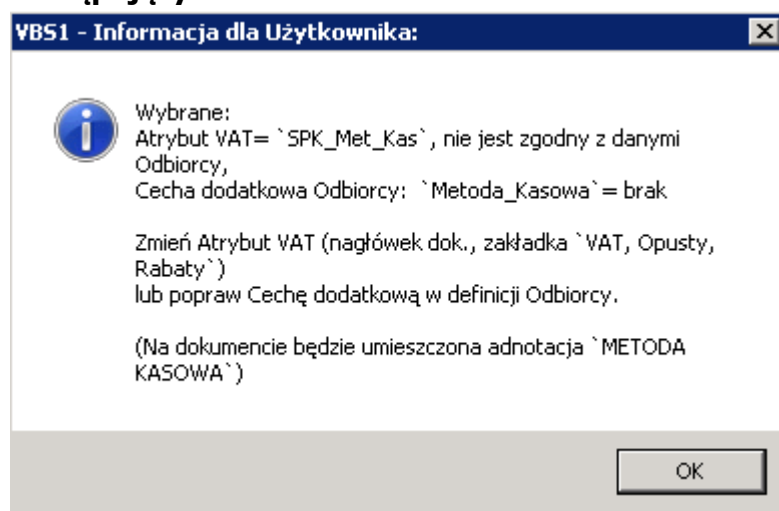 VBS1 - Informacja dla Użytkownika:
Wybrane:
Atrybut VAT= `SPK_Met_Kas`, nie jest zgodny z danymi
Odbiorcy,
Cecha dodatkowa Odbiorcy: `Metoda_Kasowa`= brak
Zmień Atrybut VAT (nagłówek dok., zakładka `VAT, Opusty,
Rabaty`)
lub popraw Cechę dodatkową w definicji Odbiorcy.
(Na dokumencie będzie umieszczona adnotacja `METODA
KASOWA`)
OK